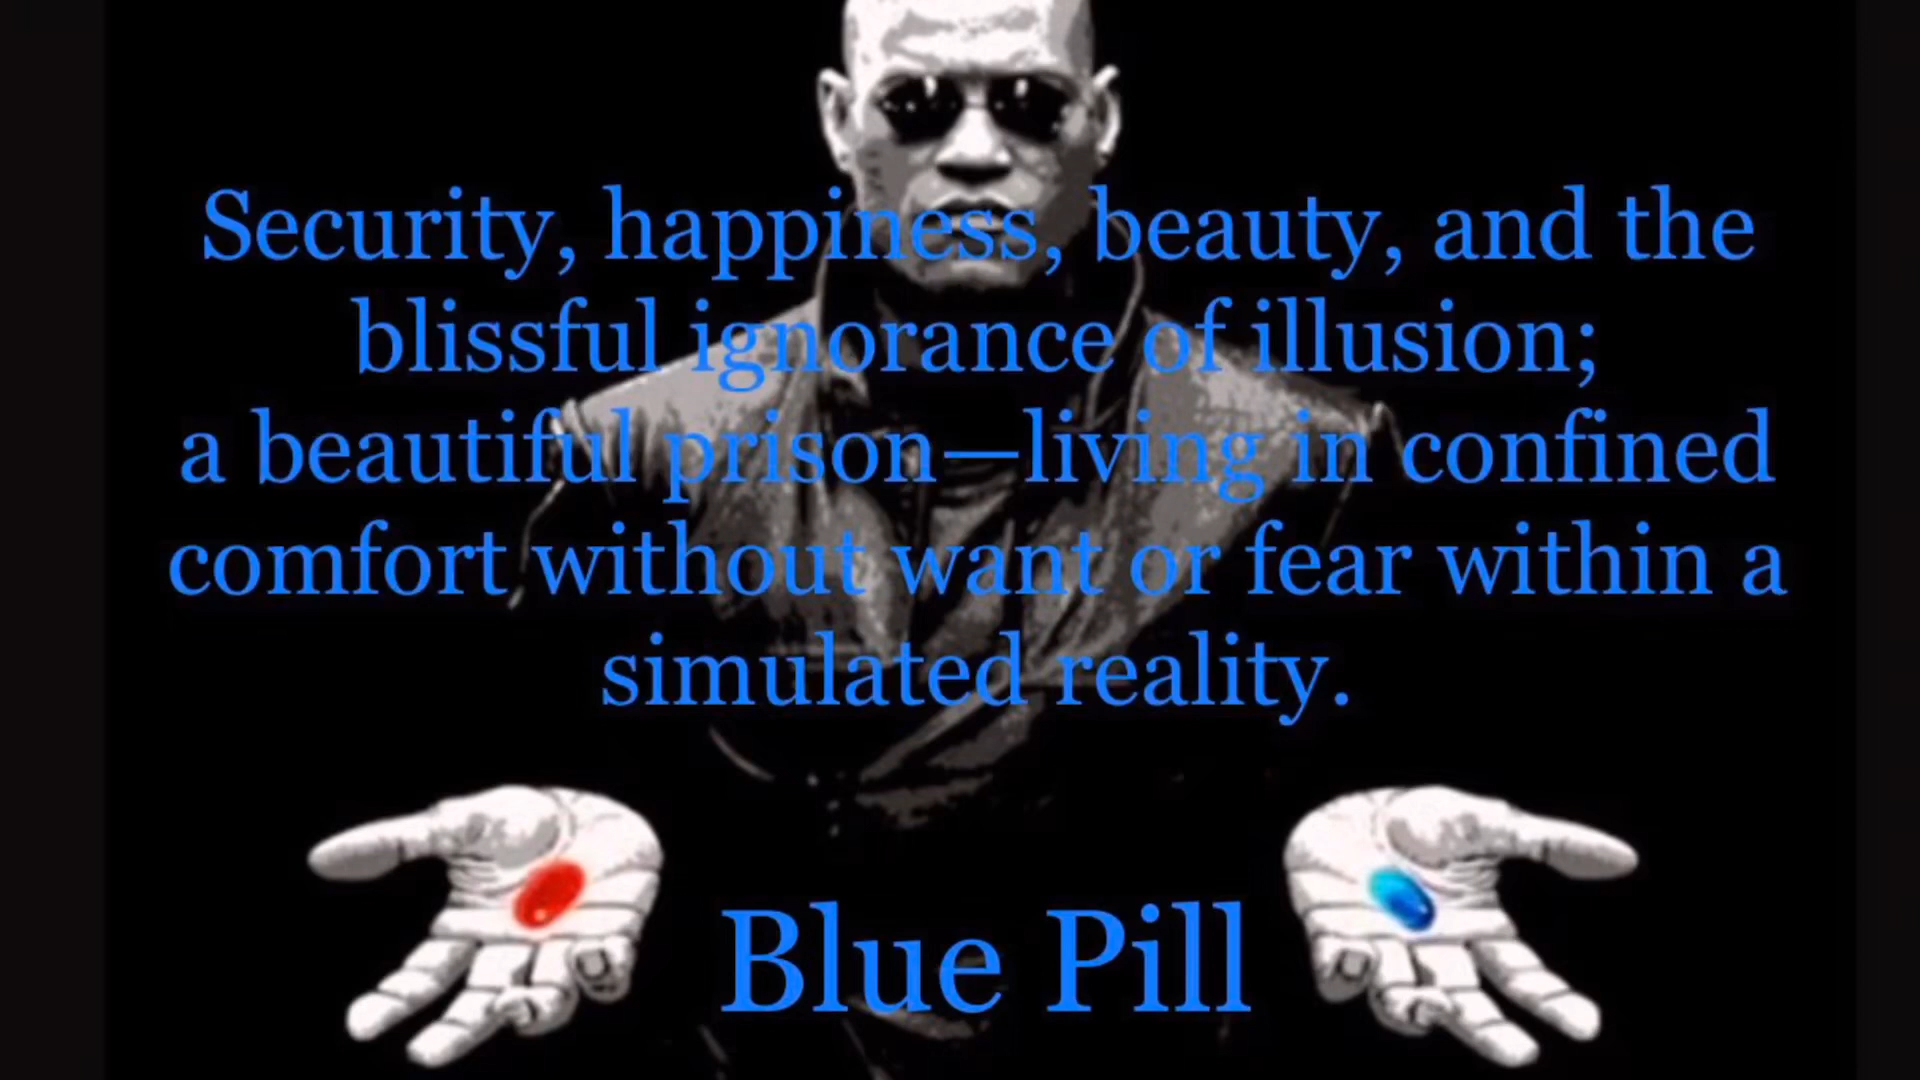 Security, happiness, beauty, and the
blissful ignorance of illusion;
a beautiful prison—living in confined
comfort without want or fear within a
simulated reality.
Blue Pill